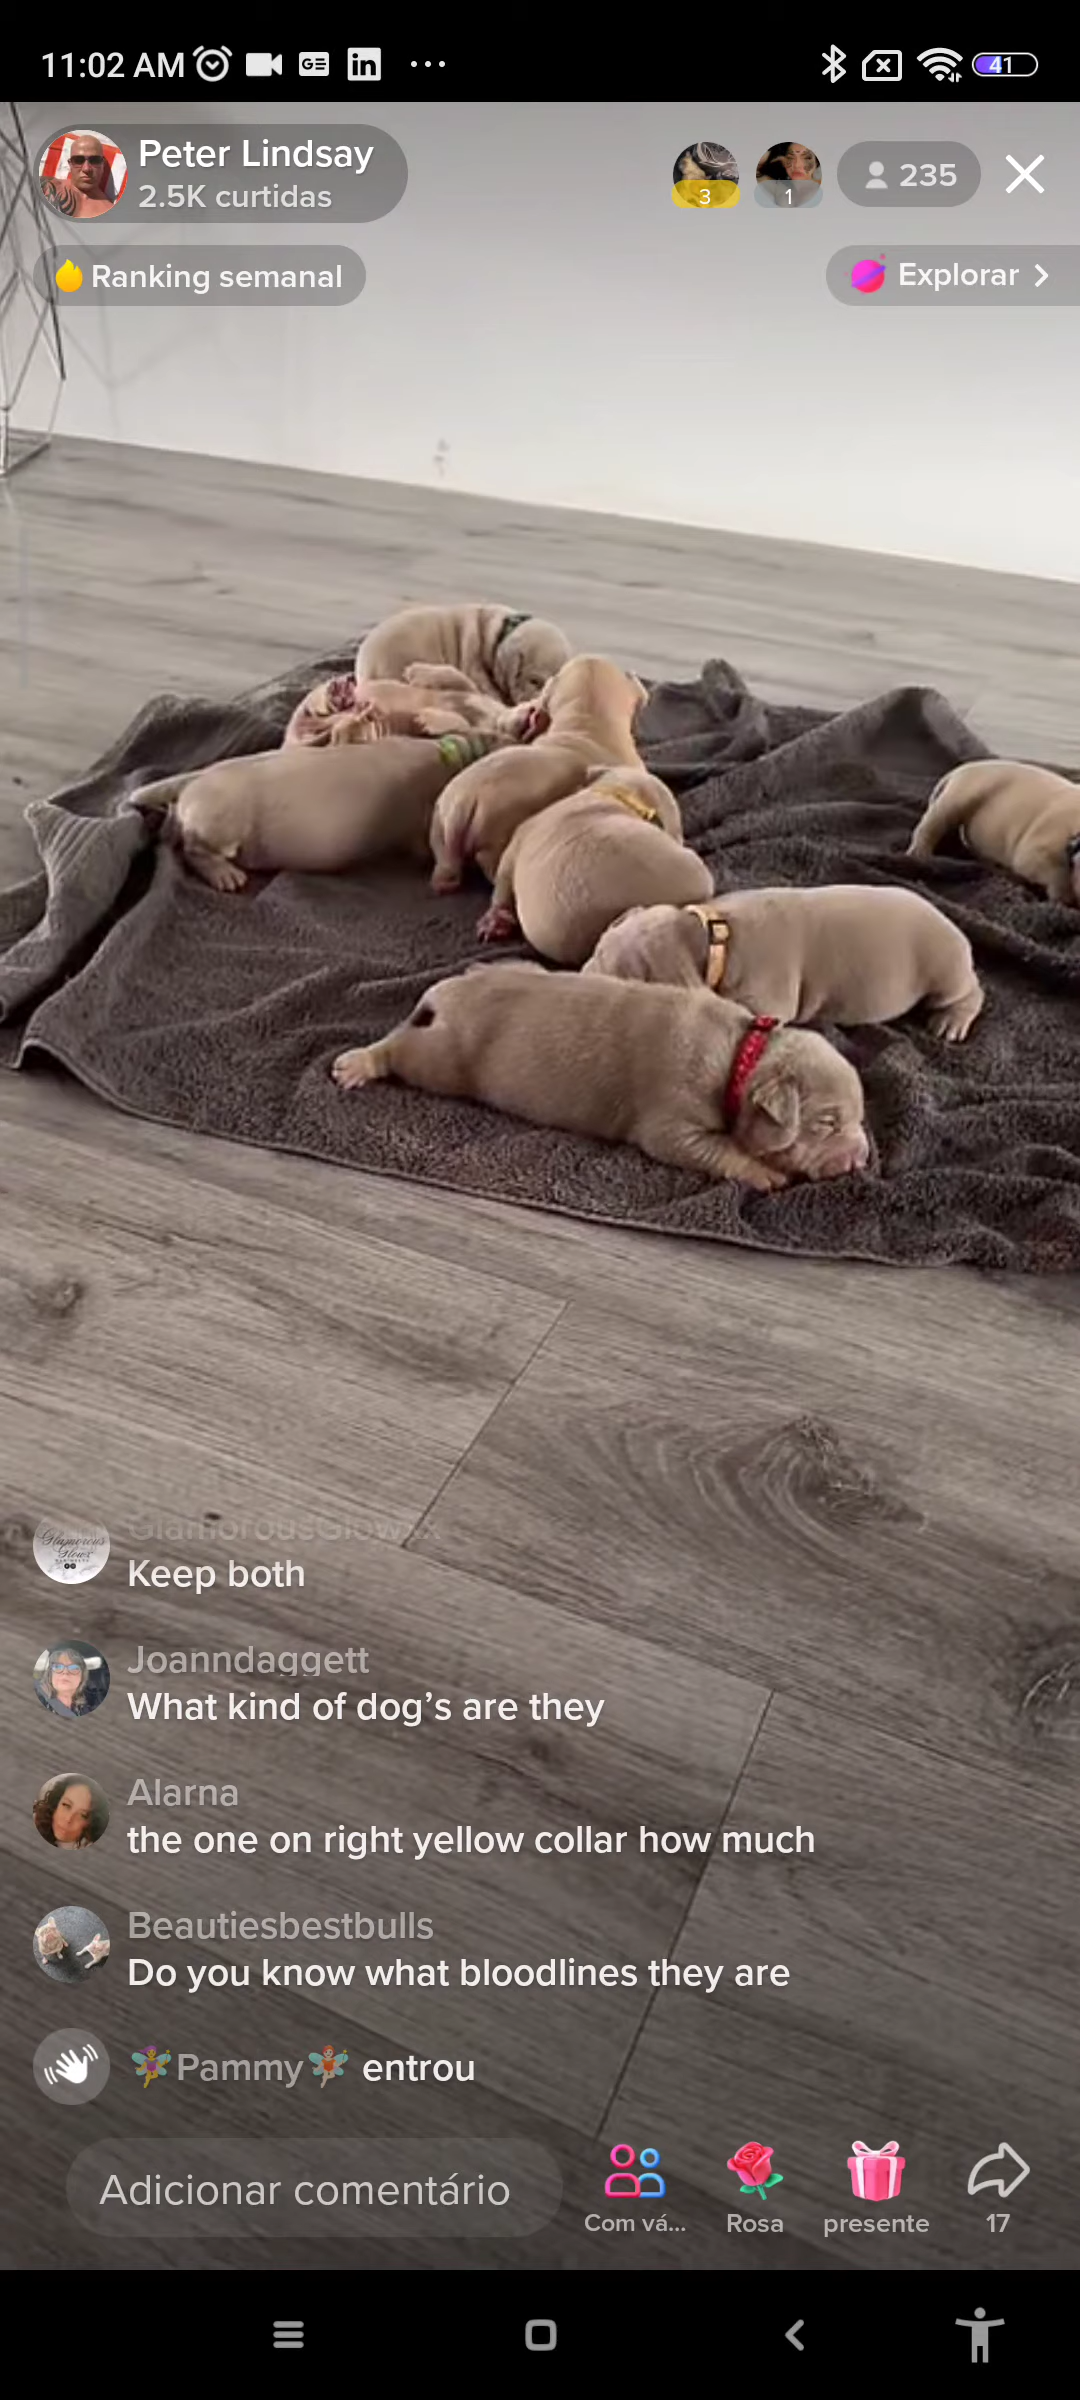 11:02 AM
41
Peter Lindsay
2.5K curtidas
3
1
235
Ranking semanal
Explorar
Keep both
Joanndaggett
What kind of dog’s are they
Alarna
the one on right yellow collar how much
Beautiesbestbulls
Do you know what bloodlines they are
Pammy entrou
Adicionar comentário
Com vá...
Rosa
presente
17